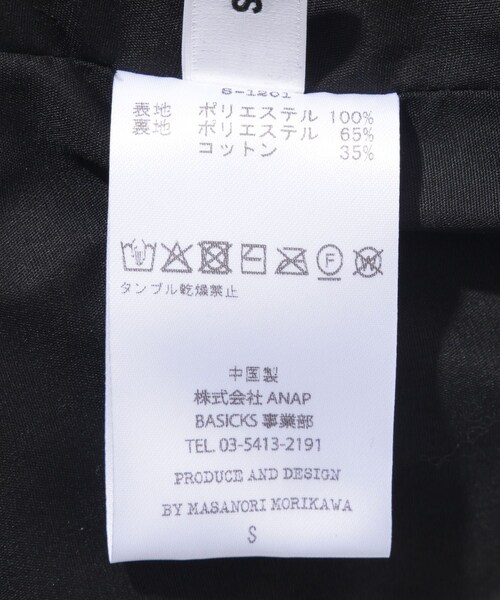 S
表地 ポリエステル 100%
裏地 ポリエステル 65%
コットン 35%
F
W
タンブル乾燥禁止
中国製
株式会社 ANAP
BASICKS 事業部
TEL. 03-5413-2191
PRODUCE AND DESIGN
BY MASANORI MORIKAWA
S